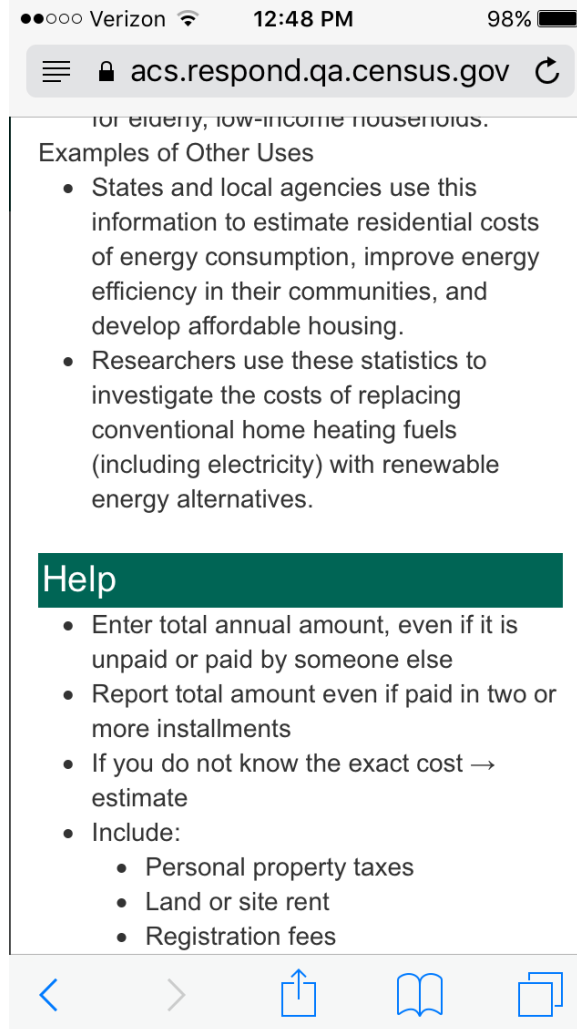 Verizon 12:48 PM 98%
acs.respond.qa.census.gov
for elderly, low-income households.
Examples of Other Uses
• States and local agencies use this
information to estimate residential costs
of energy consumption, improve energy
efficiency in their communities, and
develop affordable housing.
• Researchers use these statistics to
investigate the costs of replacing
conventional home heating fuels
(including electricity) with renewable
energy alternatives.
Help
• Enter total annual amount, even if it is
unpaid or paid by someone else
• Report total amount even if paid in two or
more installments
• If you do not know the exact cost →
estimate
• Include:
• Personal property taxes
• Land or site rent
• Registration fees